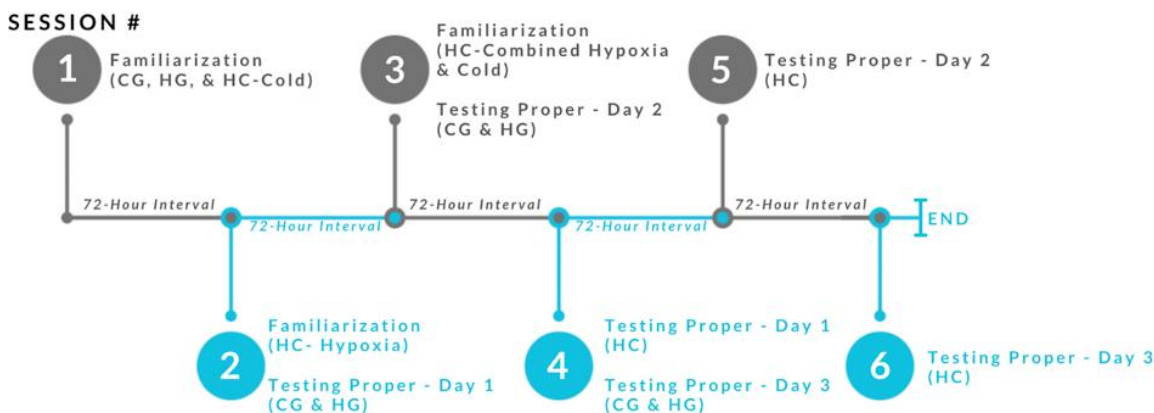 SESSION #
1
Familiarization
(CG, HG, & HC-Cold)
3
Familiarization
(HC-Combined Hypoxia
& Cold)
Testing Proper - Day 2
(CG & HG)
5
Testing Proper - Day 2
(HC)
72-Hour Interval
72-Hour Interval
72-Hour Interval
72-Hour Interval
72-Hour Interval
END
2
Familiarization
(HC- Hypoxia)
Testing Proper - Day 1
(CG & HG)
4
Testing Proper - Day 1
(HC)
Testing Proper - Day 3
(CG & HG)
6
Testing Proper - Day 3
(HC)